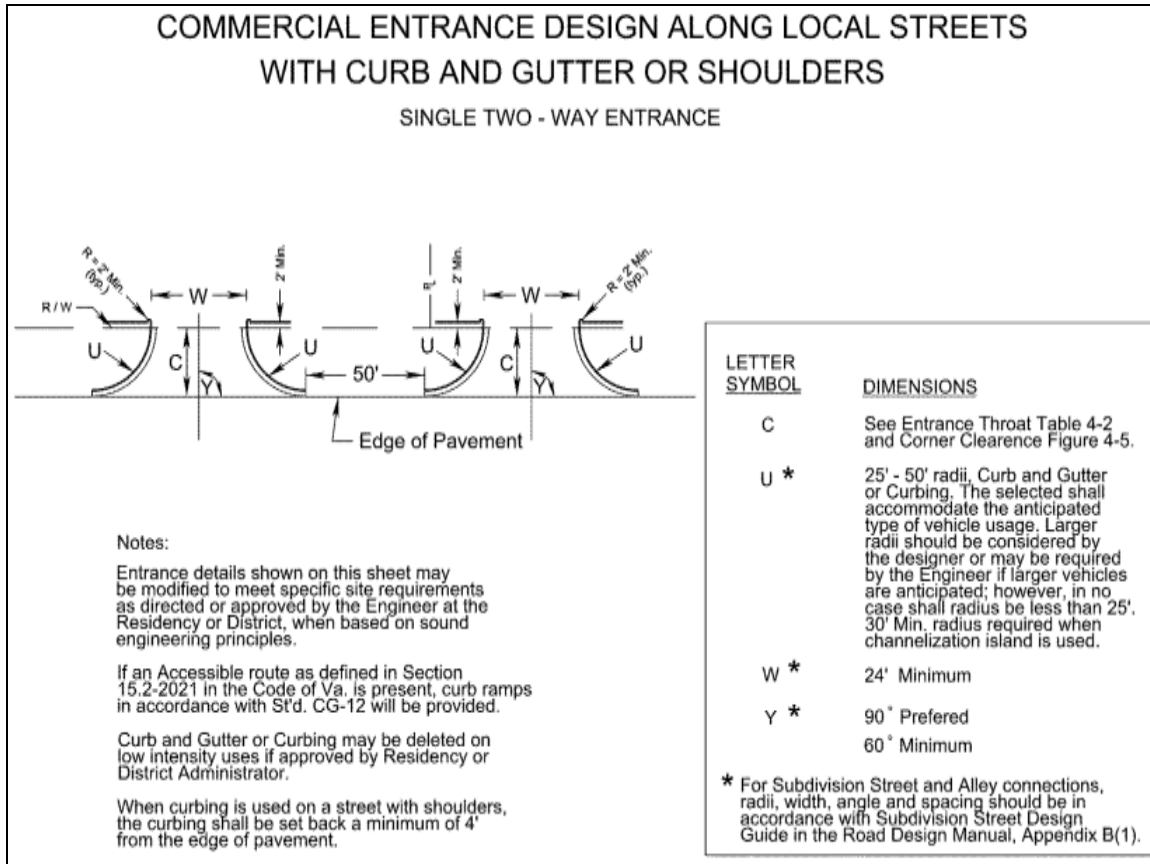 COMMERCIAL ENTRANCE DESIGN ALONG LOCAL STREETS
WITH CURB AND GUTTER OR SHOULDERS
SINGLE TWO - WAY ENTRANCE
R = 2' Min.
(typ.)
R / W
W
2' Min.
U
C
Y
U
50'
Edge of Pavement
PL
2' Min.
W
R = 2' Min.
(typ.)
U
C
Y
U
Notes:
Entrance details shown on this sheet may
be modified to meet specific site requirements
as directed or approved by the Engineer at the
Residency or District, when based on sound
engineering principles.
If an Accessible route as defined in Section
15.2-2021 in the Code of Va. is present, curb ramps
in accordance with St'd. CG-12 will be provided.
Curb and Gutter or Curbing may be deleted on
low intensity uses if approved by Residency or
District Administrator.
When curbing is used on a street with shoulders,
the curbing shall be set back a minimum of 4'
from the edge of pavement.
LETTER
SYMBOL
DIMENSIONS
C
See Entrance Throat Table 4-2
and Corner Clearence Figure 4-5.
U *
25' - 50' radii, Curb and Gutter
or Curbing. The selected shall
accommodate the anticipated
type of vehicle usage. Larger
radii should be considered by
the designer or may be required
by the Engineer if larger vehicles
are anticipated; however, in no
case shall radius be less than 25'.
30' Min. radius required when
channelization island is used.
W *
24' Minimum
Y *
90° Prefered
60° Minimum
* For Subdivision Street and Alley connections,
radii, width, angle and spacing should be in
accordance with Subdivision Street Design
Guide in the Road Design Manual, Appendix B(1).